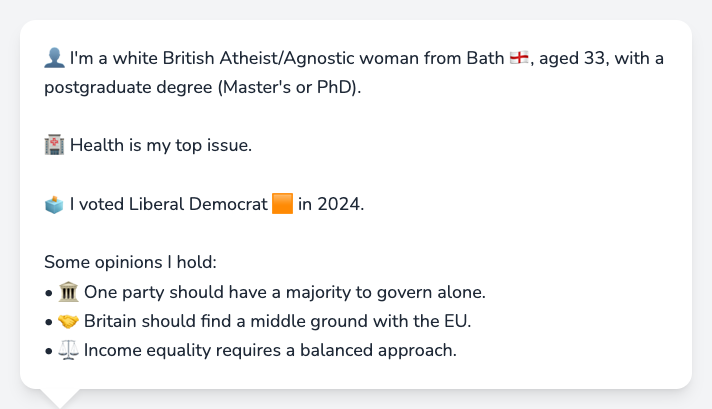 👤 I'm a white British Atheist/Agnostic woman from Bath 🏴󠁧󠁢󠁥󠁮󠁧󠁿, aged 33, with a
postgraduate degree (Master's or PhD).
🏥 Health is my top issue.
🗳️ I voted Liberal Democrat 🟧 in 2024.
Some opinions I hold:
• 🏛️ One party should have a majority to govern alone.
• 🤝 Britain should find a middle ground with the EU.
• ⚖️ Income equality requires a balanced approach.